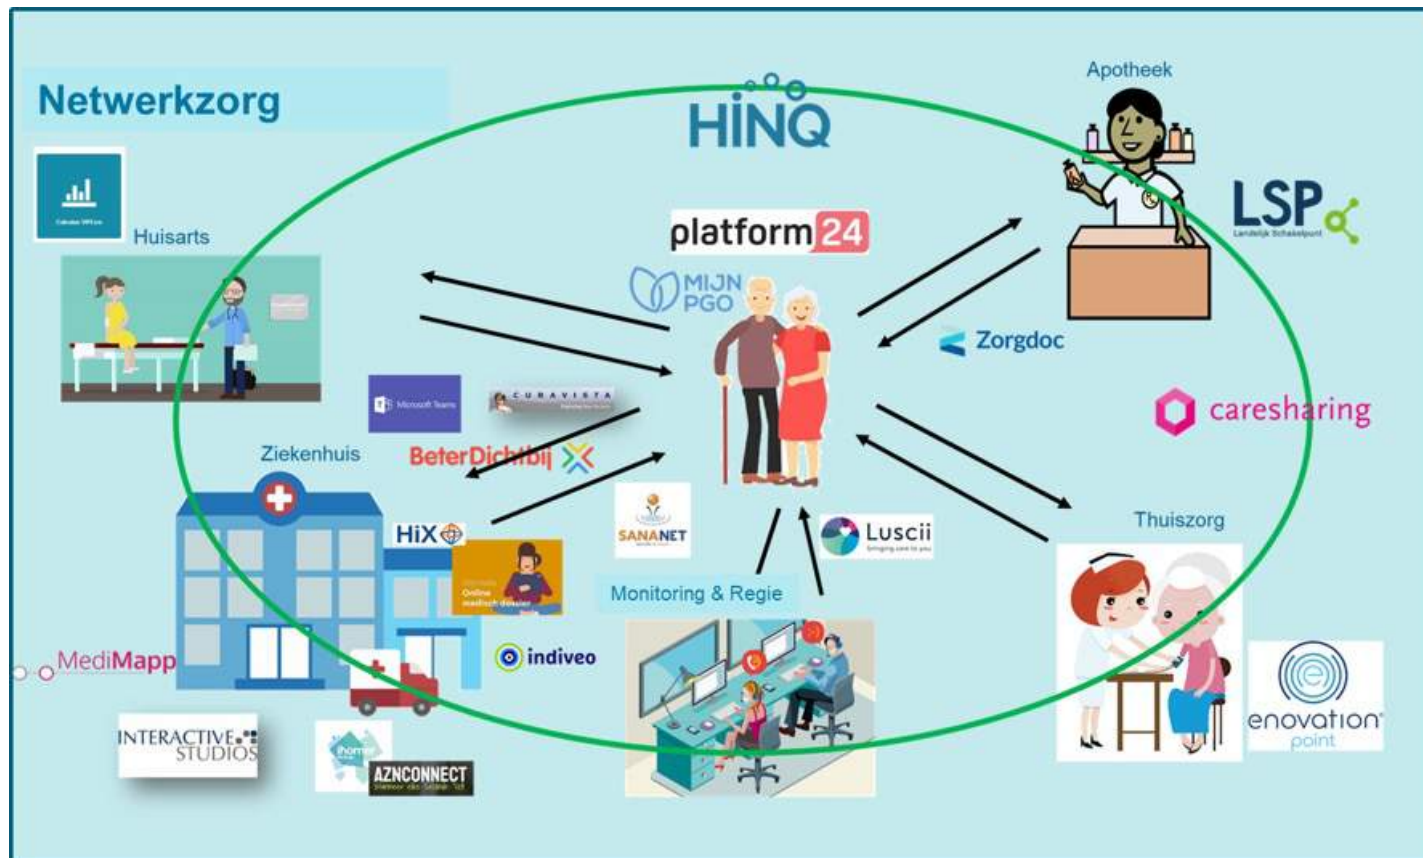 Netwerkzorg
HiNQ
Apotheek
LSP
Landelijk Schakelpunt
Huisarts
platform24
MIJN
PGO
Zorgdoc
Microsoft Teams
CURAVISTA
caresharing
BeterDichtbij
Ziekenhuis
HiX
SANANET
Luscii
bringing care to you
Thuiszorg
Online
medisch dossier
Monitoring & Regie
MediMapp
indiveo
enovation
point
INTERACTIVE
STUDIOS
ihomer
AZNCONNECT